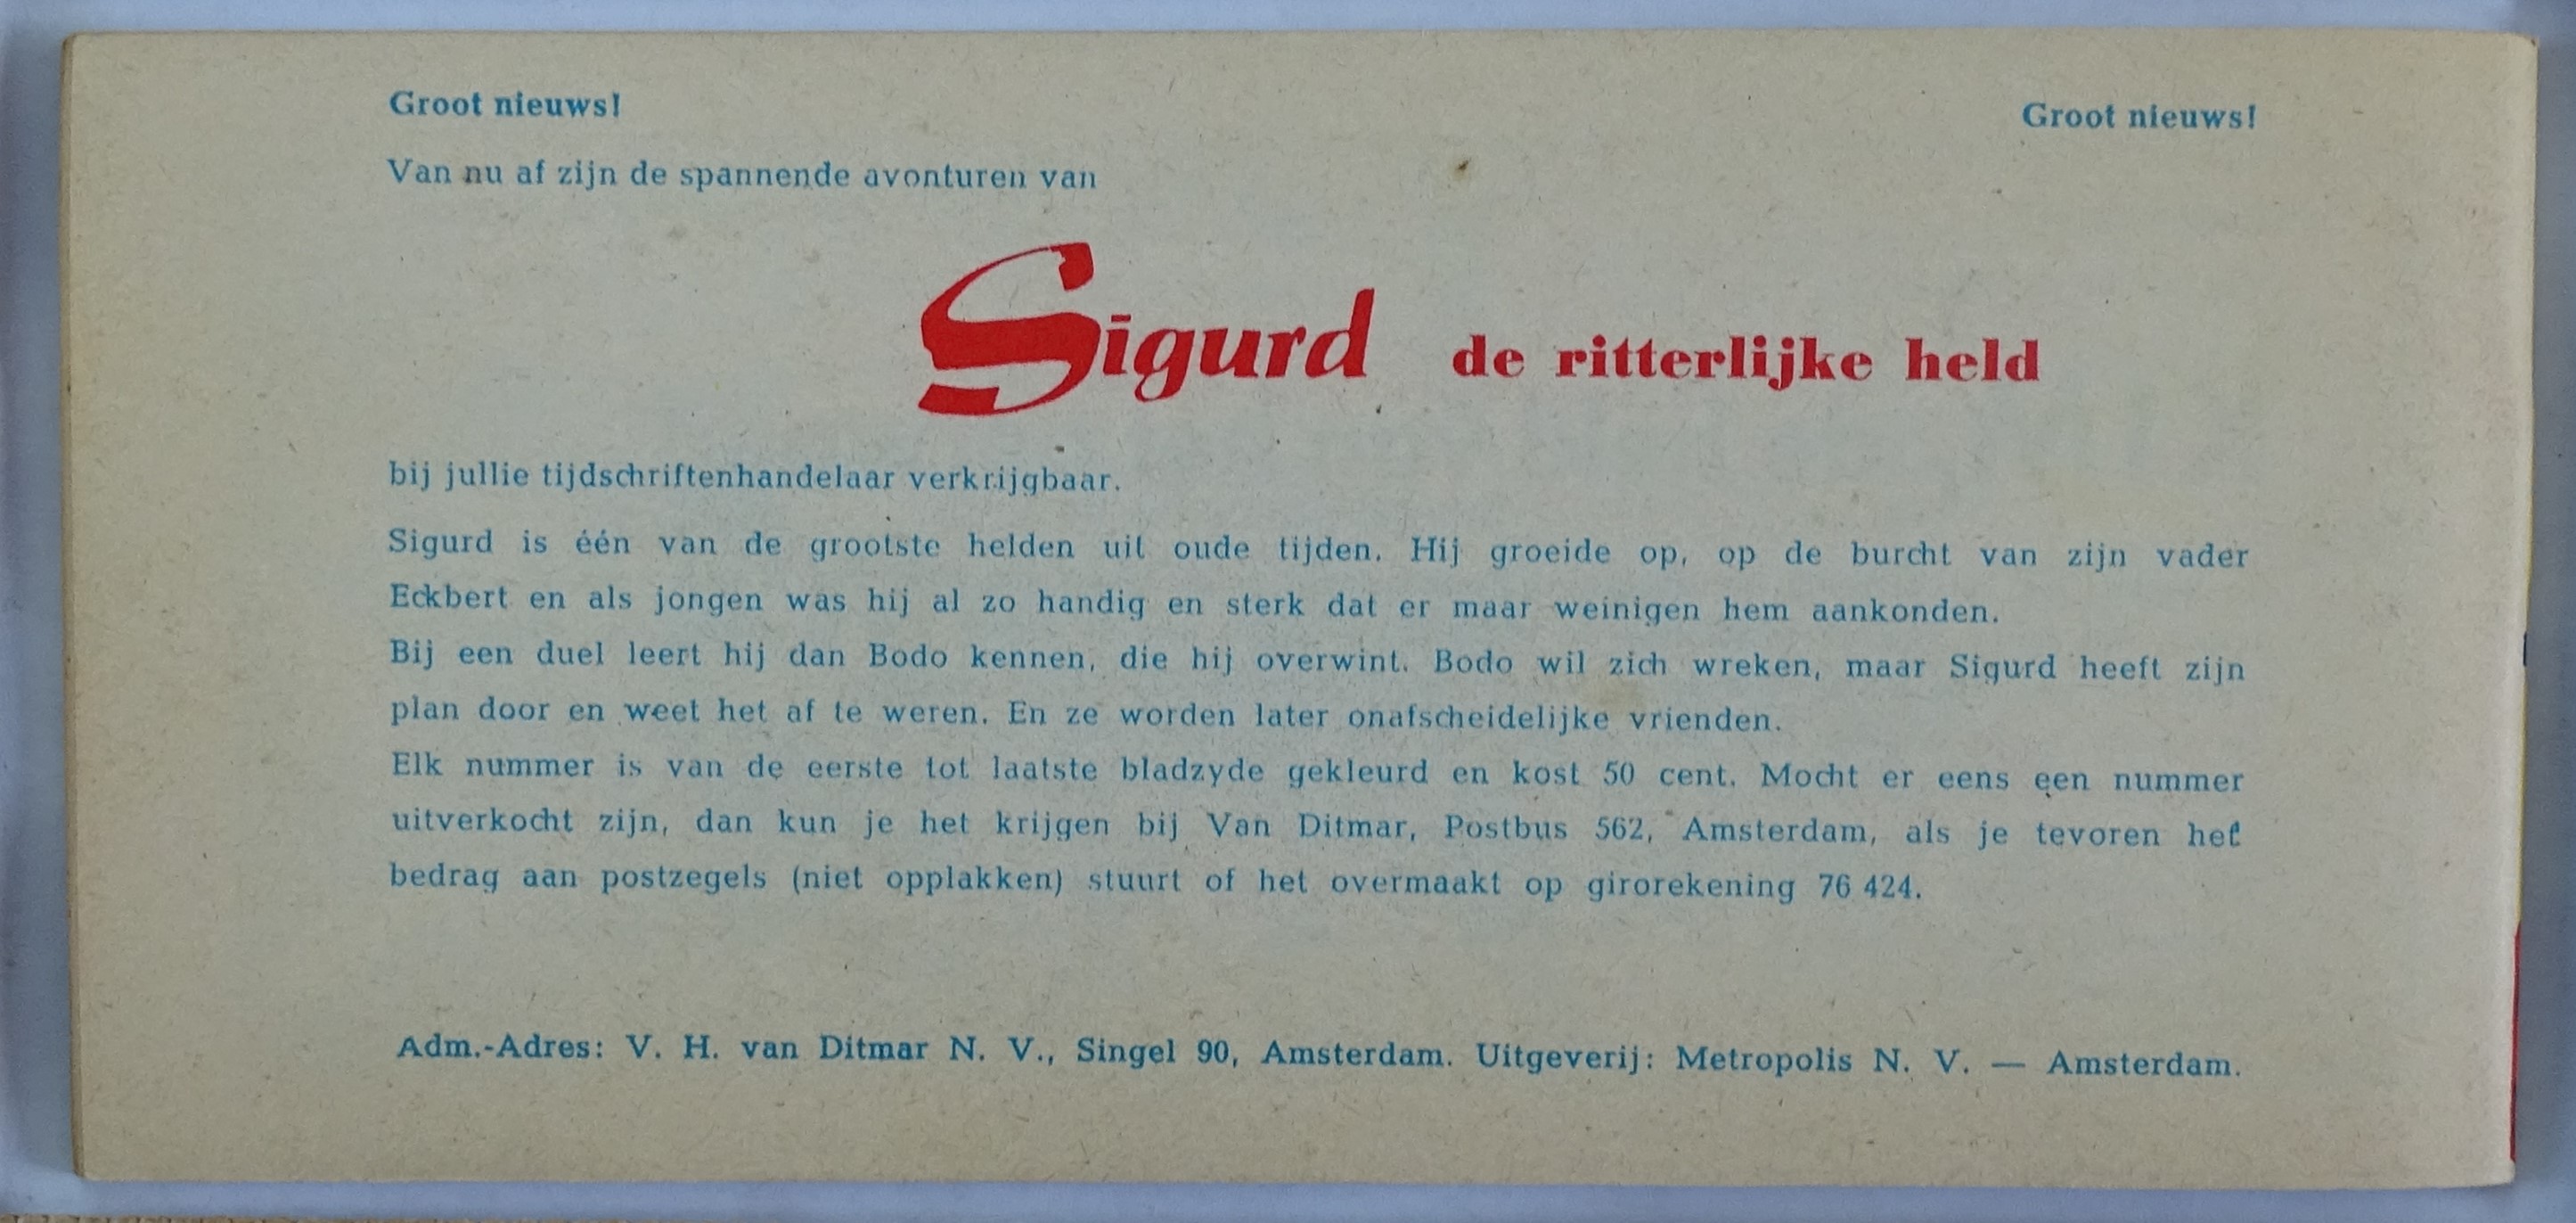 Groot nieuws! Groot nieuws!
Van nu af zijn de spannende avonturen van
Sigurd de ritterlijke held
bij jullie tijdschriftenhandelaar verkrijgbaar.
Sigurd is één van de grootste helden uit oude tijden. Hij groeide op, op de burcht van zijn vader
Eckbert en als jongen was hij al zo handig en sterk dat er maar weinigen hem aankonden.
Bij een duel leert hij dan Bodo kennen, die hij overwint. Bodo wil zich wreken, maar Sigurd heeft zijn
plan door en weet het af te weren. En ze worden later onafscheidelijke vrienden.
Elk nummer is van de eerste tot laatste bladzyde gekleurd en kost 50 cent. Mocht er eens een nummer
uitverkocht zijn, dan kun je het krijgen bij Van Ditmar, Postbus 562, Amsterdam, als je tevoren het
bedrag aan postzegels (niet opplakken) stuurt of het overmaakt op girorekening 76 424.
Adm.-Adres: V. H. van Ditmar N. V., Singel 90, Amsterdam. Uitgeverij: Metropolis N. V. — Amsterdam.